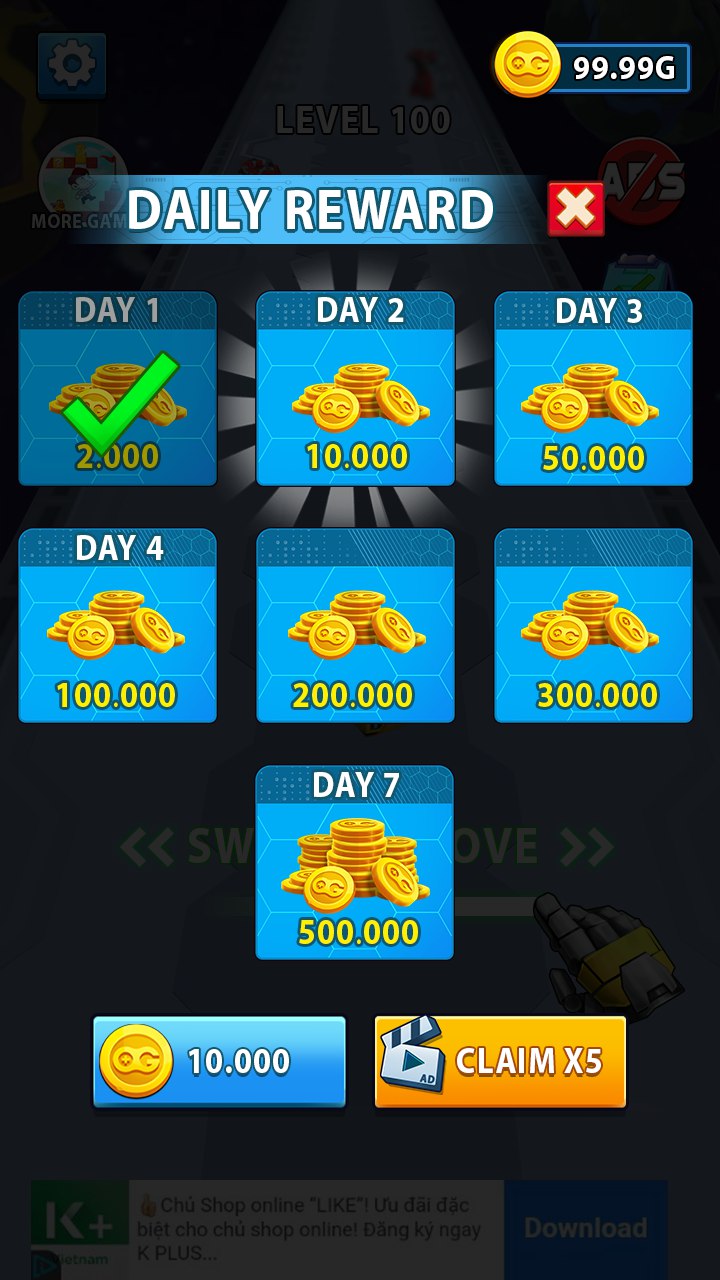 99.99G
LEVEL 100
ADS
MORE GAM
DAILY REWARD
DAY 1
2.000
DAY 2
10.000
DAY 3
50.000
DAY 4
100.000
200.000
300.000
DAY 7
500.000
<< SW
OVE >>
10.000
AD
CLAIM X5
K+
ietnam
👍Chủ Shop online “LIKE”! Ưu đãi đặc
biệt cho chủ shop online! Đăng ký ngay
K PLUS...
Download